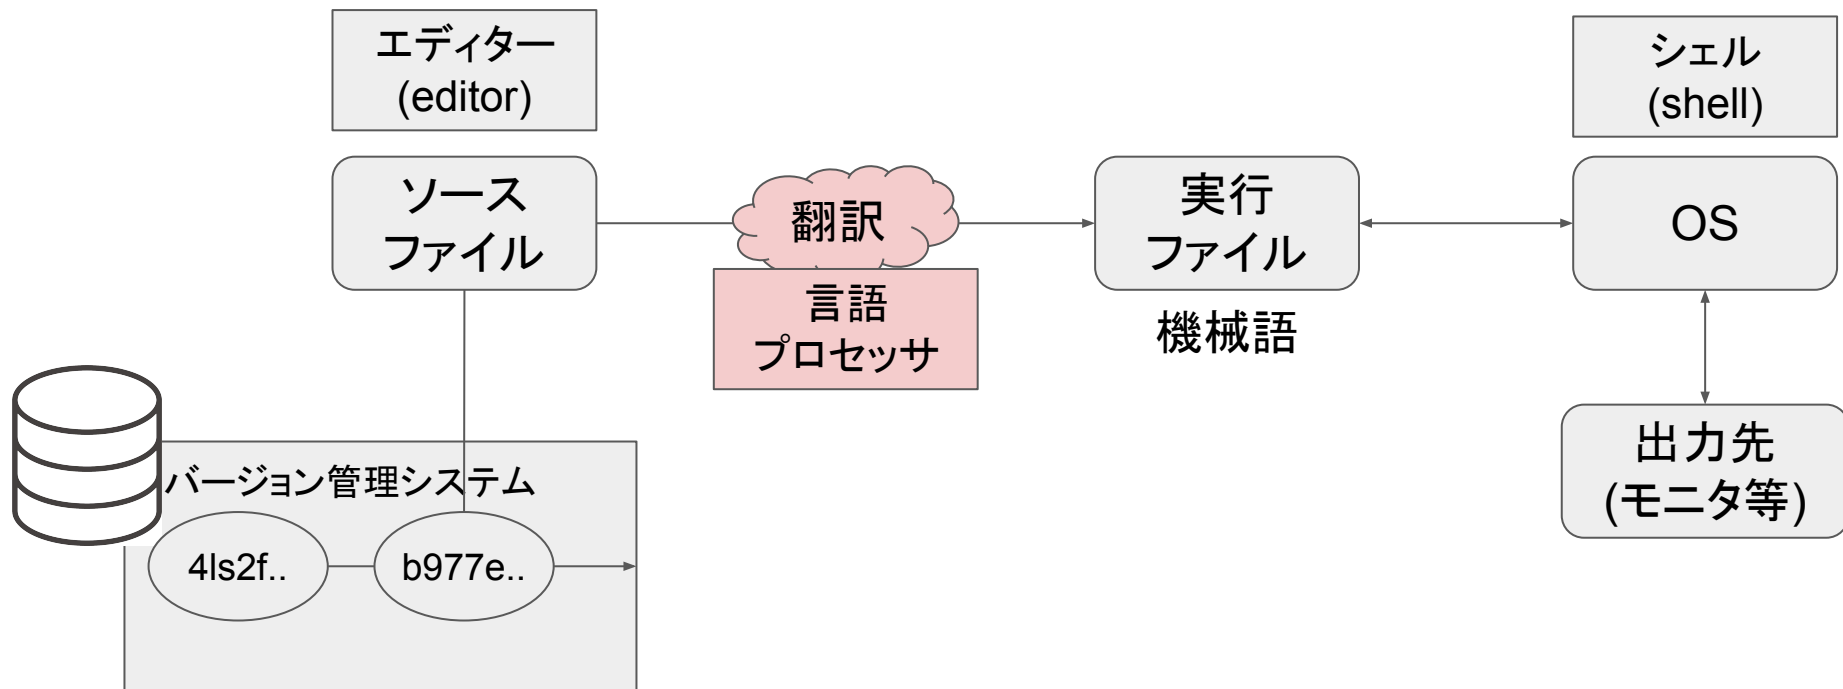 エディター
(editor)
シェル
(shell)
ソース
ファイル
翻訳
言語
プロセッサ
実行
ファイル
機械語
OS
バージョン管理システム
4ls2f..
b977e..
出力先
(モニタ等)